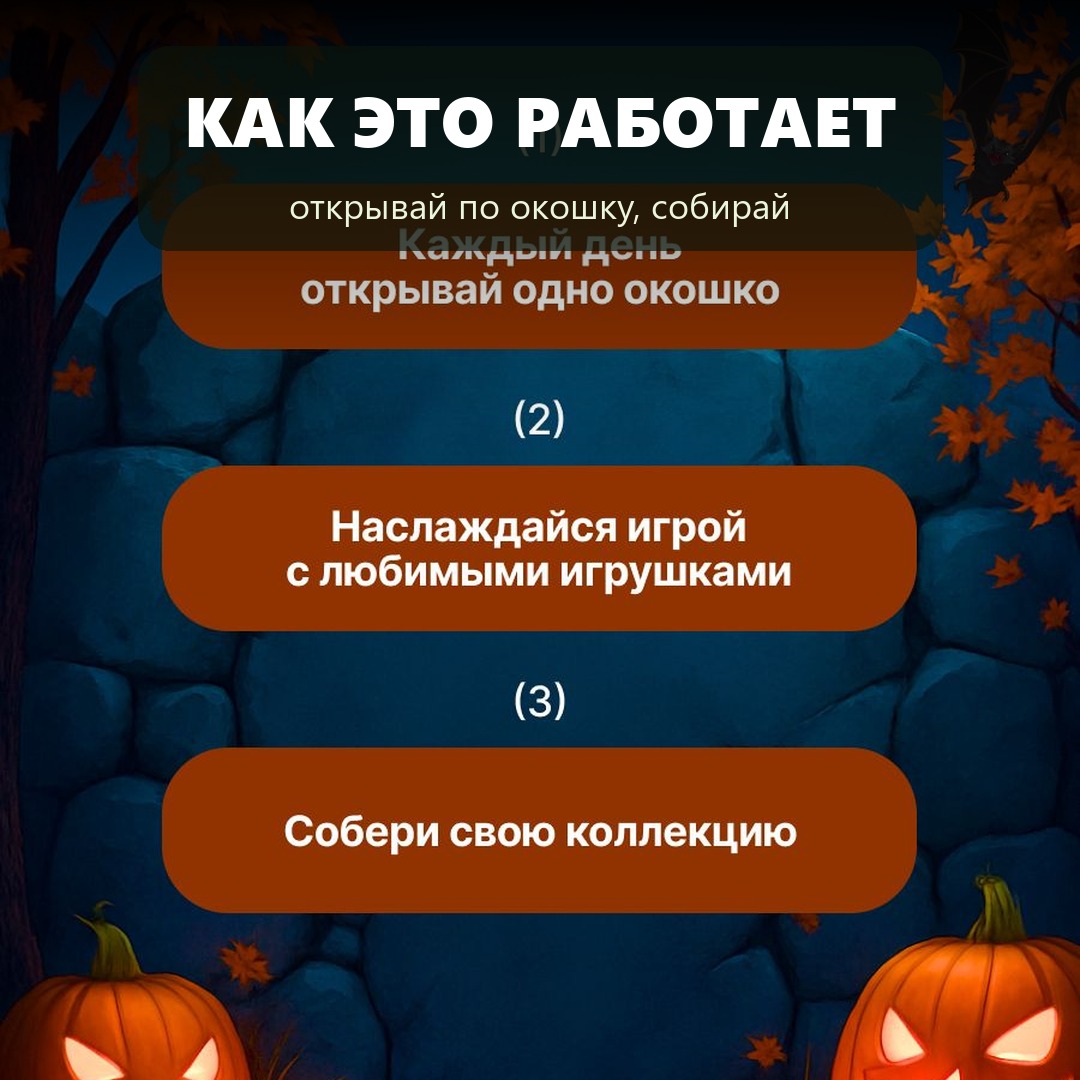 КАК ЭТО РАБОТАЕТ
(1)
открывай по окошку, собирай
Каждый день
открывай одно окошко
(2)
Наслаждайся игрой
с любимыми игрушками
(3)
Собери свою коллекцию